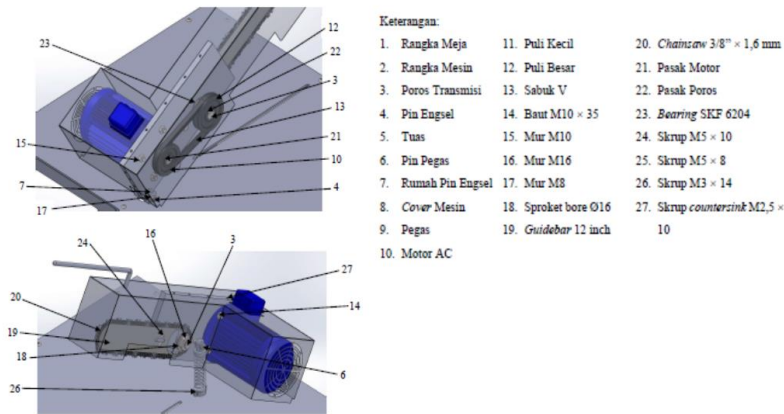 23
12
22
3
13
21
10
4
15
7
17
16
3
24
27
14
20
19
18
6
26
Keterangan:
1. Rangka Meja
2. Rangka Mesin
3. Poros Transmisi
4. Pin Engsel
5. Tuas
6. Pin Pegas
7. Rumah Pin Engsel
8. Cover Mesin
9. Pegas
10. Motor AC
11. Puli Kecil
12. Puli Besar
13. Sabuk V
14. Baut M10 × 35
15. Mur M10
16. Mur M16
17. Mur M8
18. Sproket bore Ø16
19. Guidebar 12 inch
20. Chainsaw 3/8” × 1,6 mm
21. Pasak Motor
22. Pasak Poros
23. Bearing SKF 6204
24. Skrup M5 × 10
25. Skrup M5 × 8
26. Skrup M3 × 14
27. Skrup countersink M2,5 ×
10